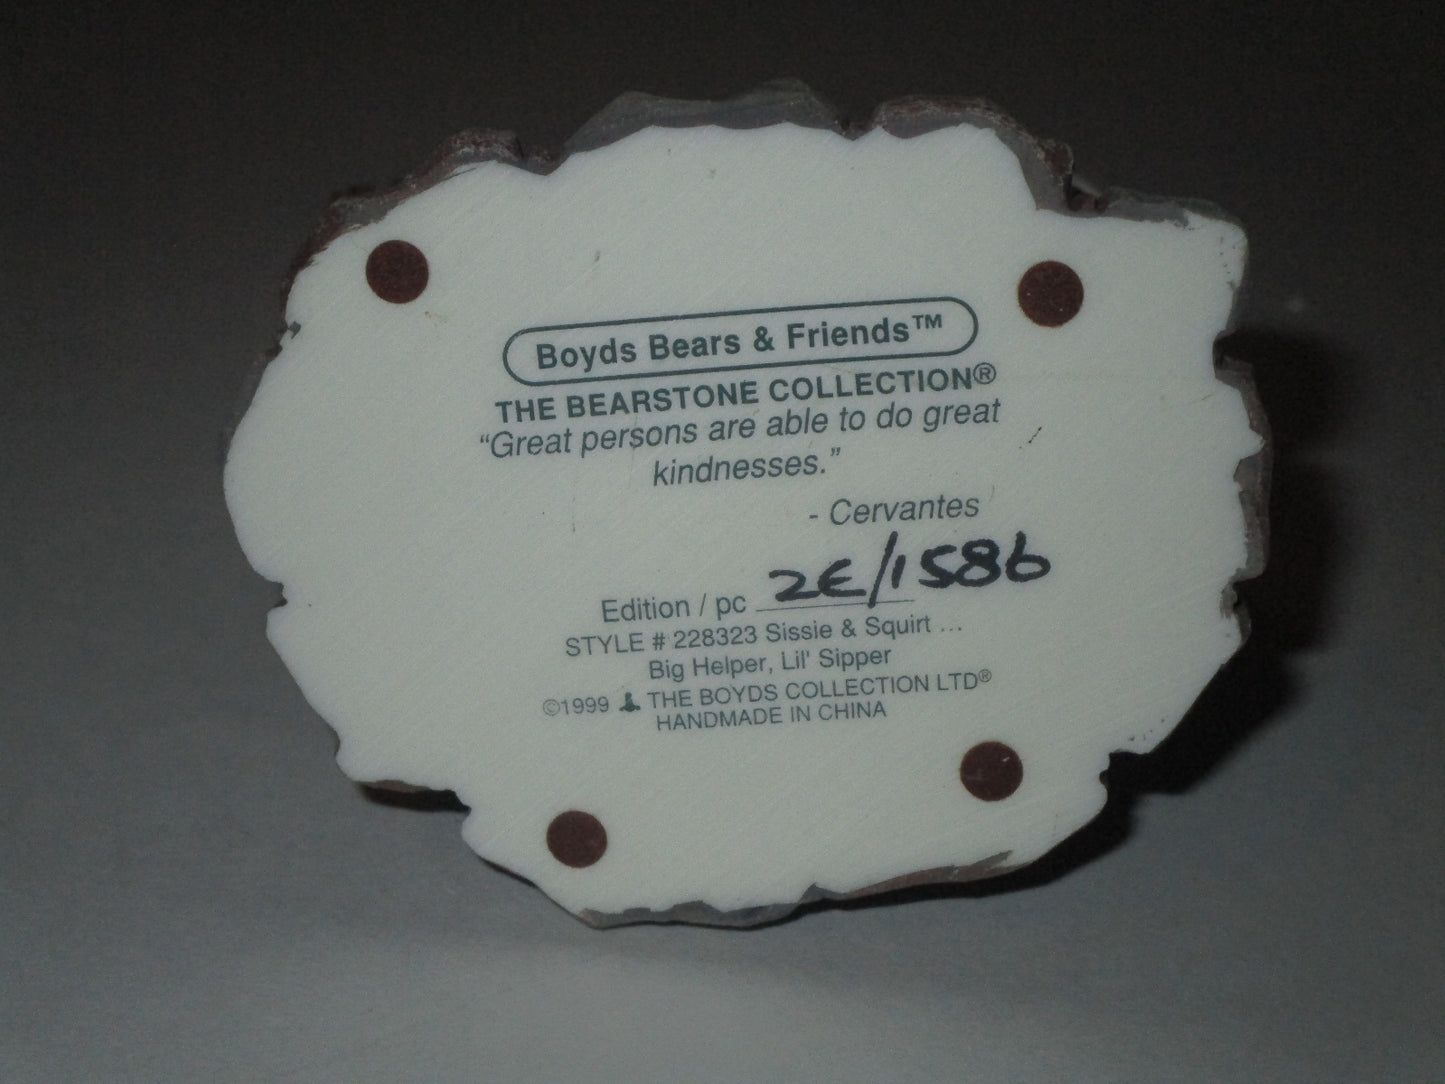 Boyds Bears & Friends™
THE BEARSTONE COLLECTION®
“Great persons are able to do great
kindnesses.”
- Cervantes
Edition / pc 2E/1586
STYLE # 228323 Sissie & Squirt ...
Big Helper, Lil' Sipper
©1999 THE BOYDS COLLECTION LTD®
HANDMADE IN CHINA